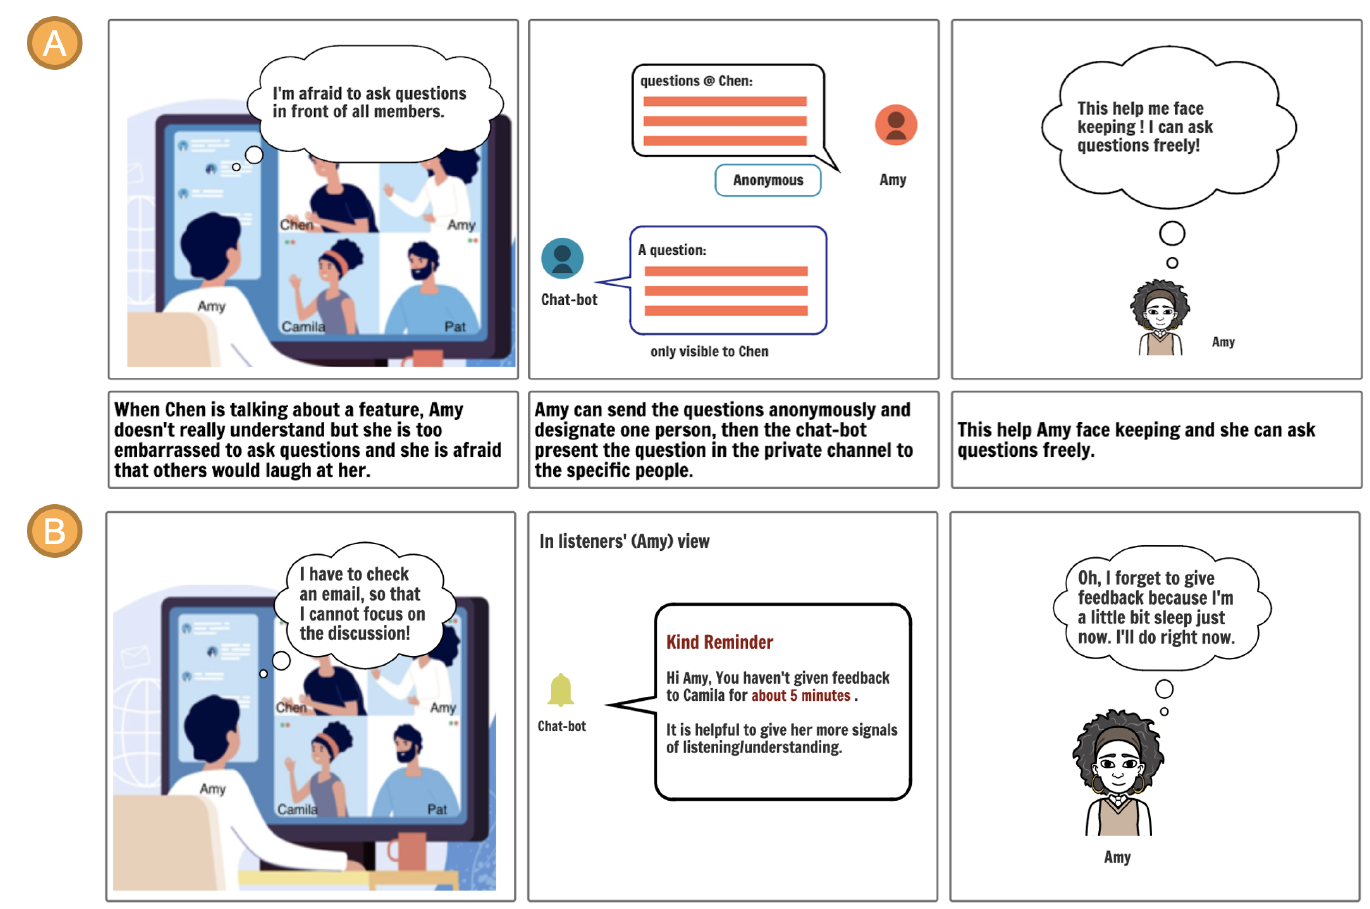 A
I'm afraid to ask questions
in front of all members.
Chen
Amy
Amy
Camila
Pat
questions @ Chen:
Anonymous
Amy
A question:
Chat-bot
only visible to Chen
This help me face
keeping ! I can ask
questions freely!
Amy
When Chen is talking about a feature, Amy
doesn't really understand but she is too
embarrassed to ask questions and she is afraid
that others would laugh at her.
Amy can send the questions anonymously and
designate one person, then the chat-bot
present the question in the private channel to
the specific people.
This help Amy face keeping and she can ask
questions freely.
B
I have to check
an email, so that
I cannot focus on
the discussion!
Chen
Amy
Amy
Camila
Pat
In listeners' (Amy) view
Kind Reminder
Hi Amy, You haven't given feedback
to Camila for about 5 minutes .
It is helpful to give her more signals
of listening/understanding.
Chat-bot
Oh, I forget to give
feedback because I'm
a little bit sleep just
now. I'll do right now.
Amy